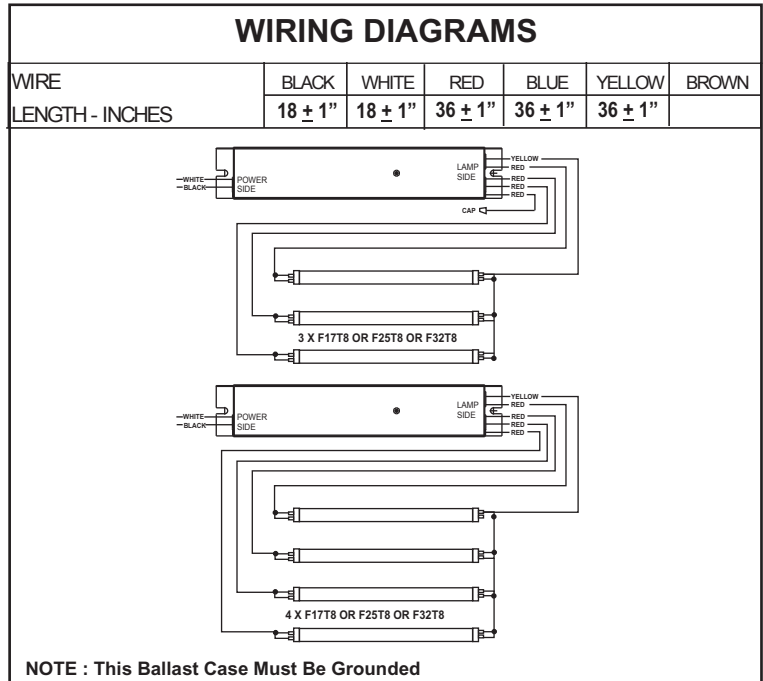 WIRING DIAGRAMS
WIRE BLACK WHITE RED BLUE YELLOW BROWN
LENGTH - INCHES 18 ± 1” 18 ± 1” 36 ± 1” 36 ± 1” 36 ± 1”
WHITE
BLACK
POWER
SIDE
LAMP
SIDE
YELLOW
RED
RED
RED
RED
CAP
3 X F17T8 OR F25T8 OR F32T8
WHITE
BLACK
POWER
SIDE
LAMP
SIDE
YELLOW
RED
RED
RED
RED
4 X F17T8 OR F25T8 OR F32T8
NOTE : This Ballast Case Must Be Grounded